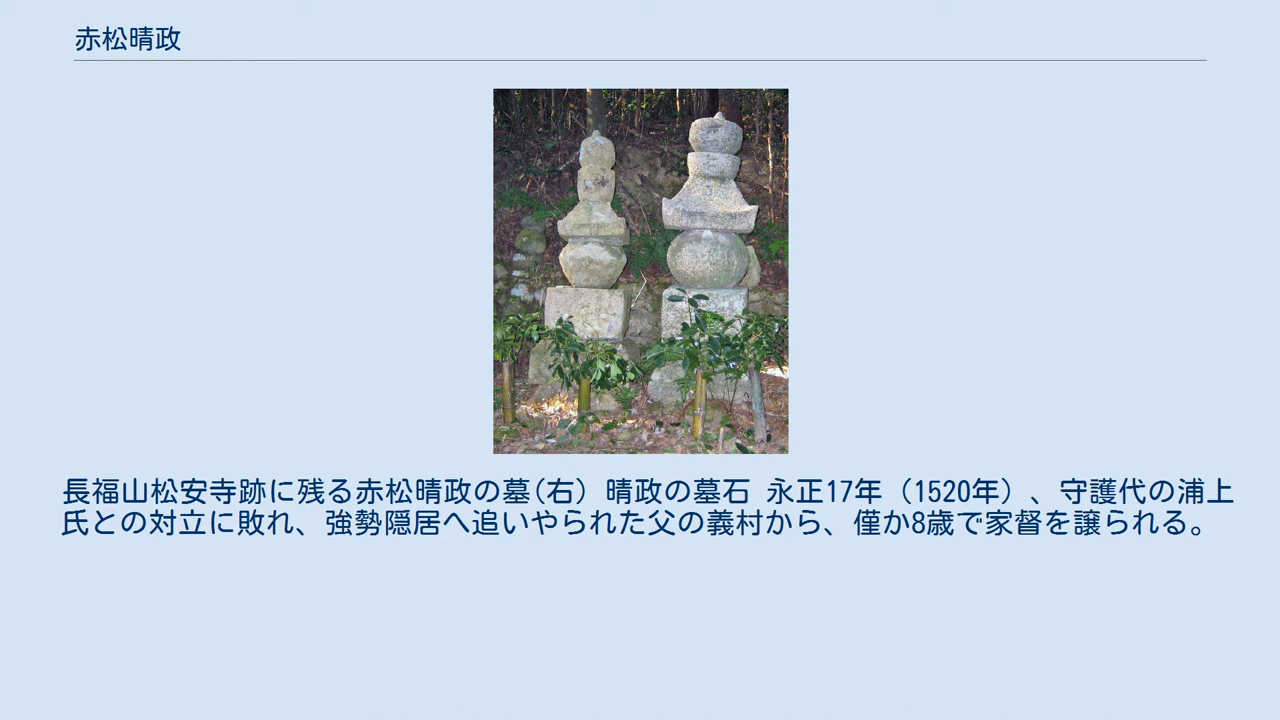 赤松晴政
長福山松安寺跡に残る赤松晴政の墓(右) 晴政の墓石 永正17年（1520年）、守護代の浦上
氏との対立に敗れ、強勢隠居へ追いやられた父の義村から、僅か8歳で家督を譲られる。